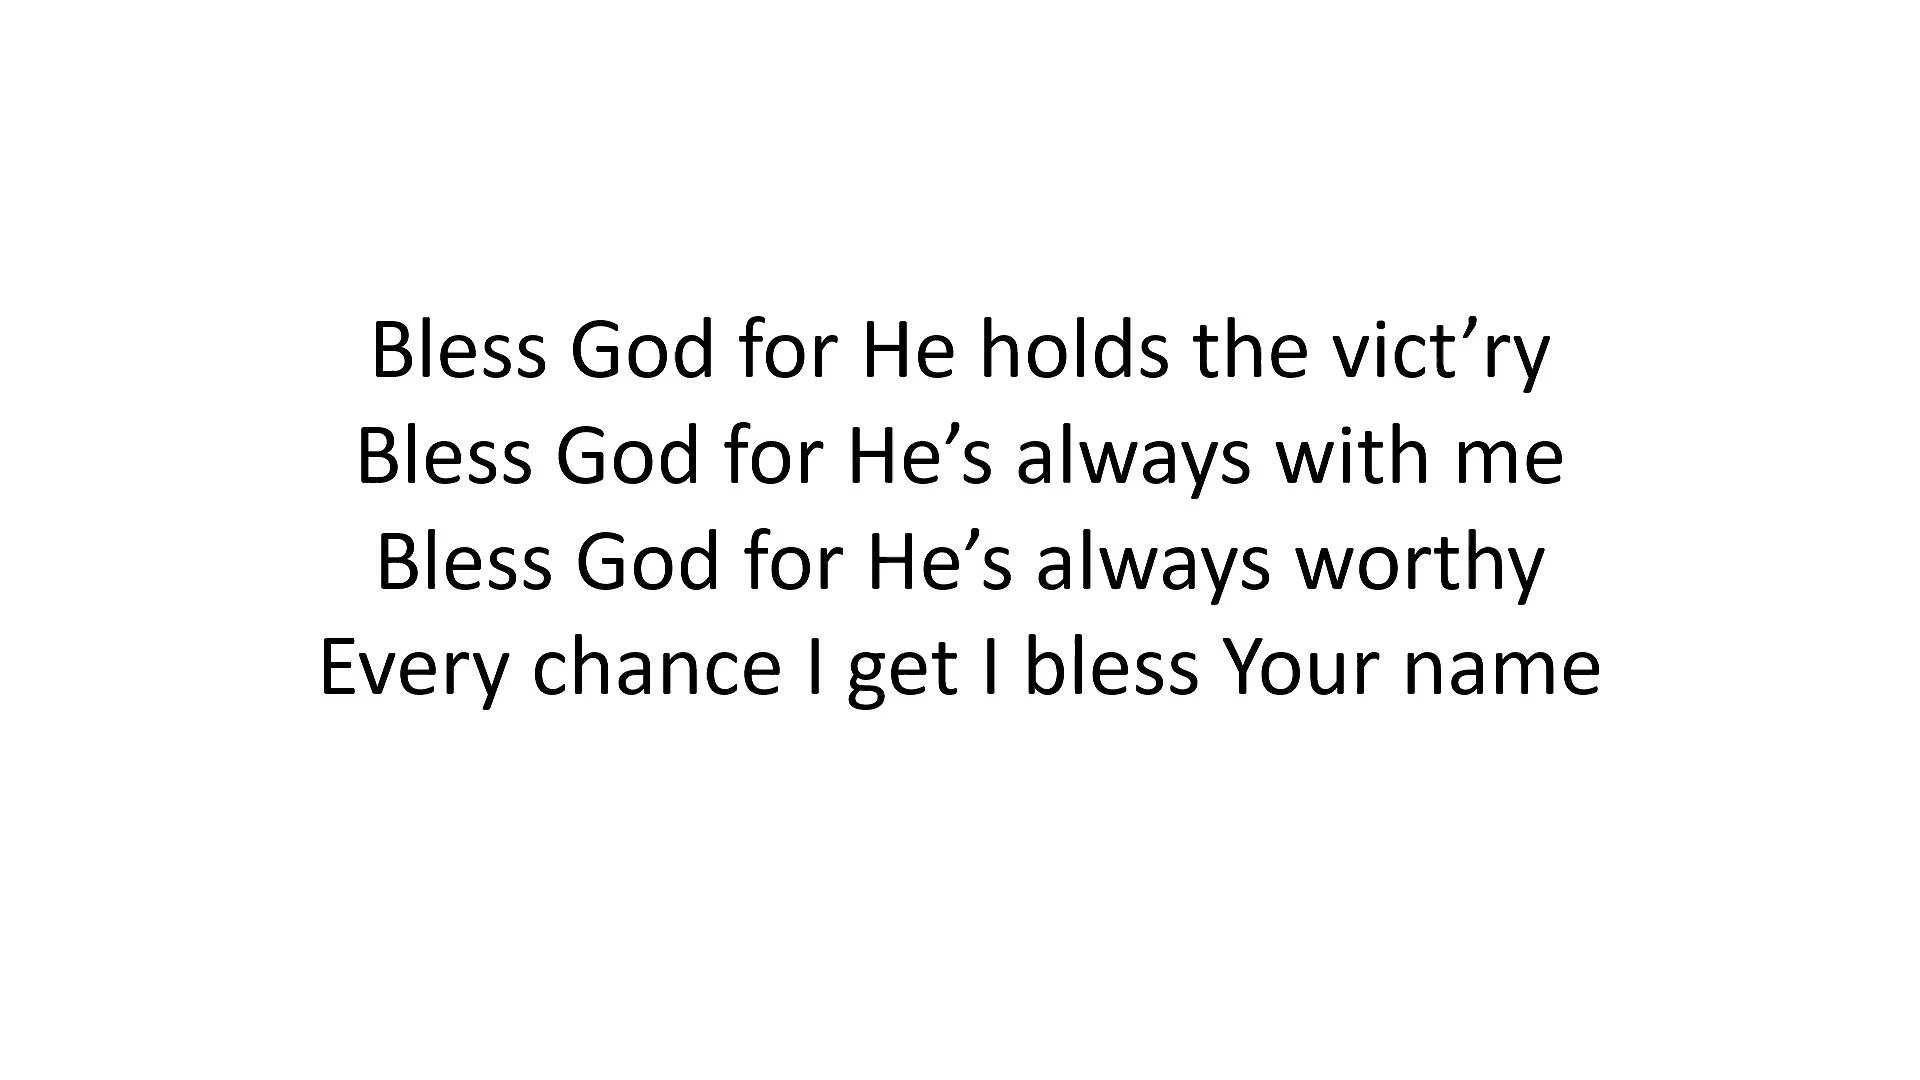 Bless God for He holds the vict’ry
Bless God for He’s always with me
Bless God for He’s always worthy
Every chance I get I bless Your name